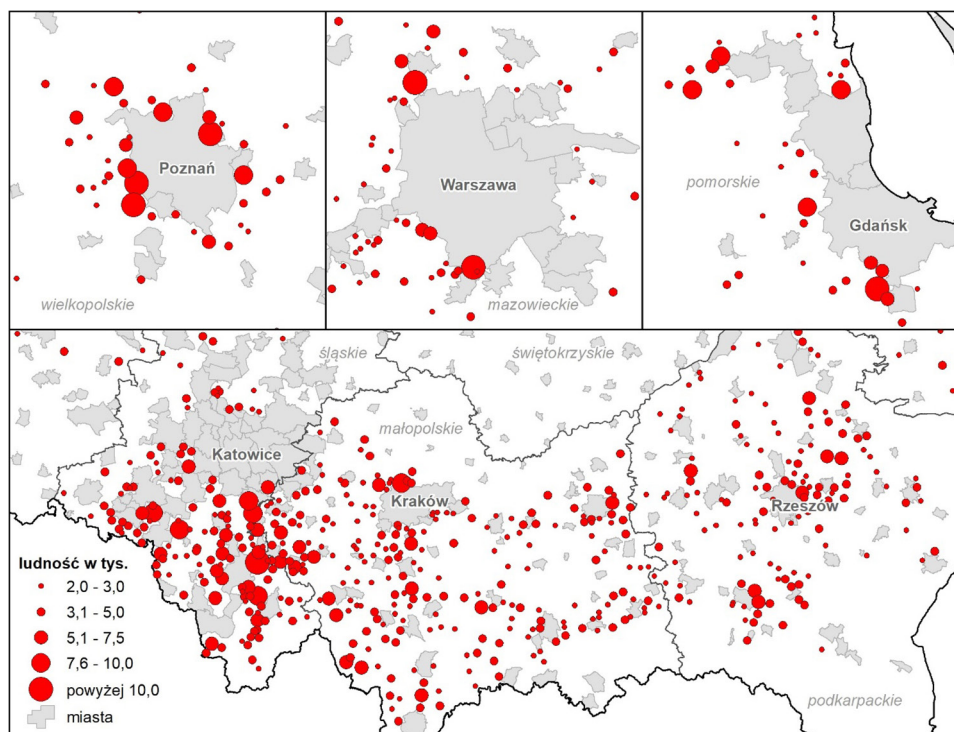 Poznań
wielkopolskie
Warszawa
mazowieckie
pomorskie
Gdańsk
śląskie
świętokrzyskie
małopolskie
Katowice
Kraków
Rzeszów
podkarpackie
ludność w tys.
2,0 - 3,0
3,1 - 5,0
5,1 - 7,5
7,6 - 10,0
powyżej 10,0
miasta